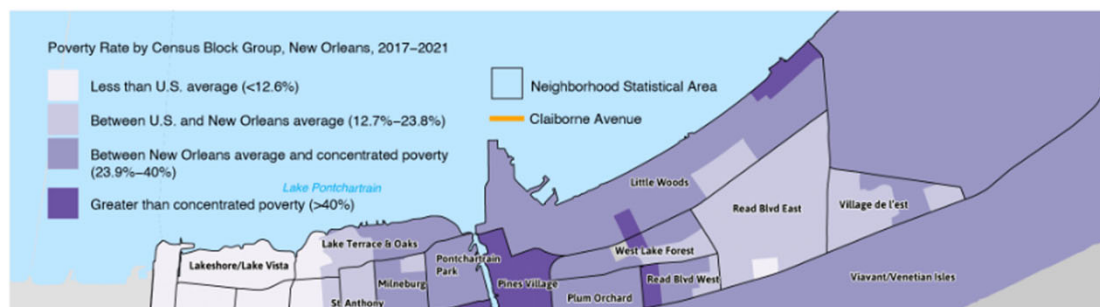 Poverty Rate by Census Block Group, New Orleans, 2017–2021
Less than U.S. average (<12.6%)
Between U.S. and New Orleans average (12.7%–23.8%)
Between New Orleans average and concentrated poverty
(23.9%–40%)
Greater than concentrated poverty (>40%)
Neighborhood Statistical Area
Claiborne Avenue
Lake Pontchartrain
Little Woods
Read Blvd East
Village de l'est
Lake Terrace & Oaks
West Lake Forest
Lakeshore/Lake Vista
Pontchartrain
Park
Milneburg
Pines Village
Read Blvd West
Viavant/Venetian Isles
St Anthony
Plum Orchard